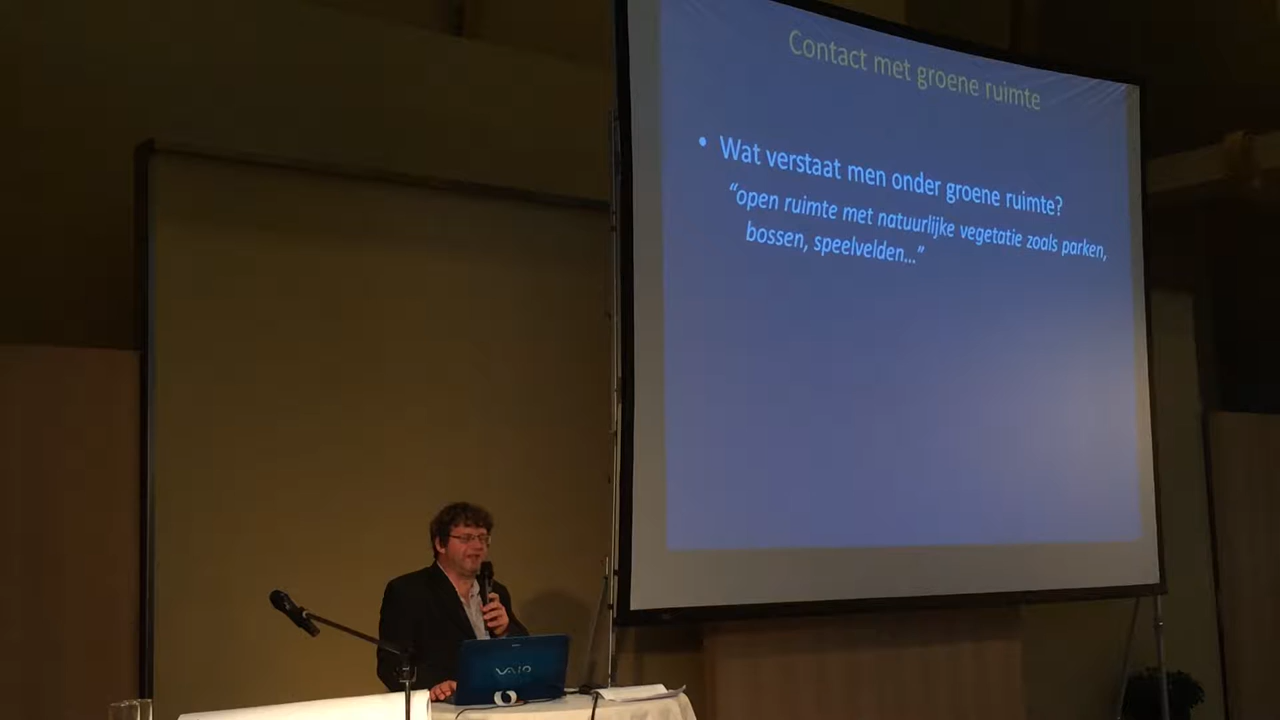 Contact met groene ruimte
• Wat verstaat men onder groene ruimte?
“open ruimte met natuurlijke vegetatie zoals parken,
bossen, speelvelden...”
VAIO